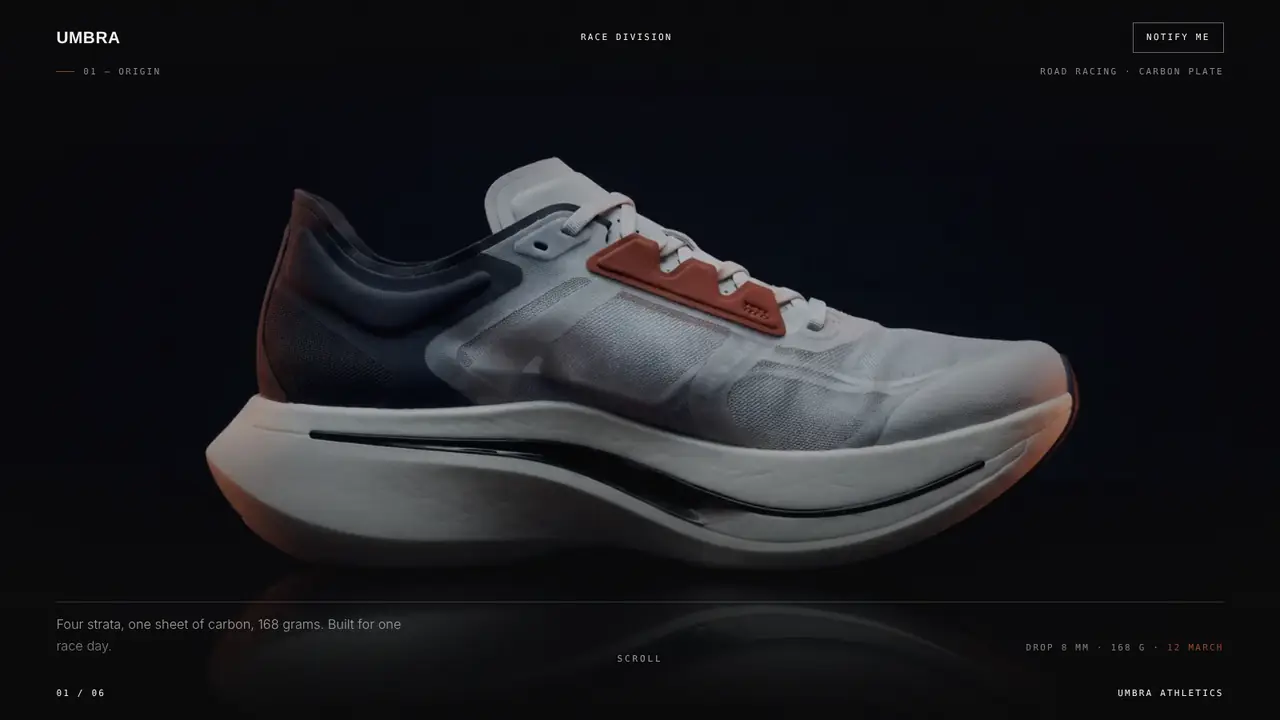 UMBRA
RACE DIVISION
NOTIFY ME
01 — ORIGIN
ROAD RACING · CARBON PLATE
Four strata, one sheet of carbon, 168 grams. Built for one
race day.
DROP 8 MM · 168 G · 12 MARCH
SCROLL
01 / 06
UMBRA ATHLETICS